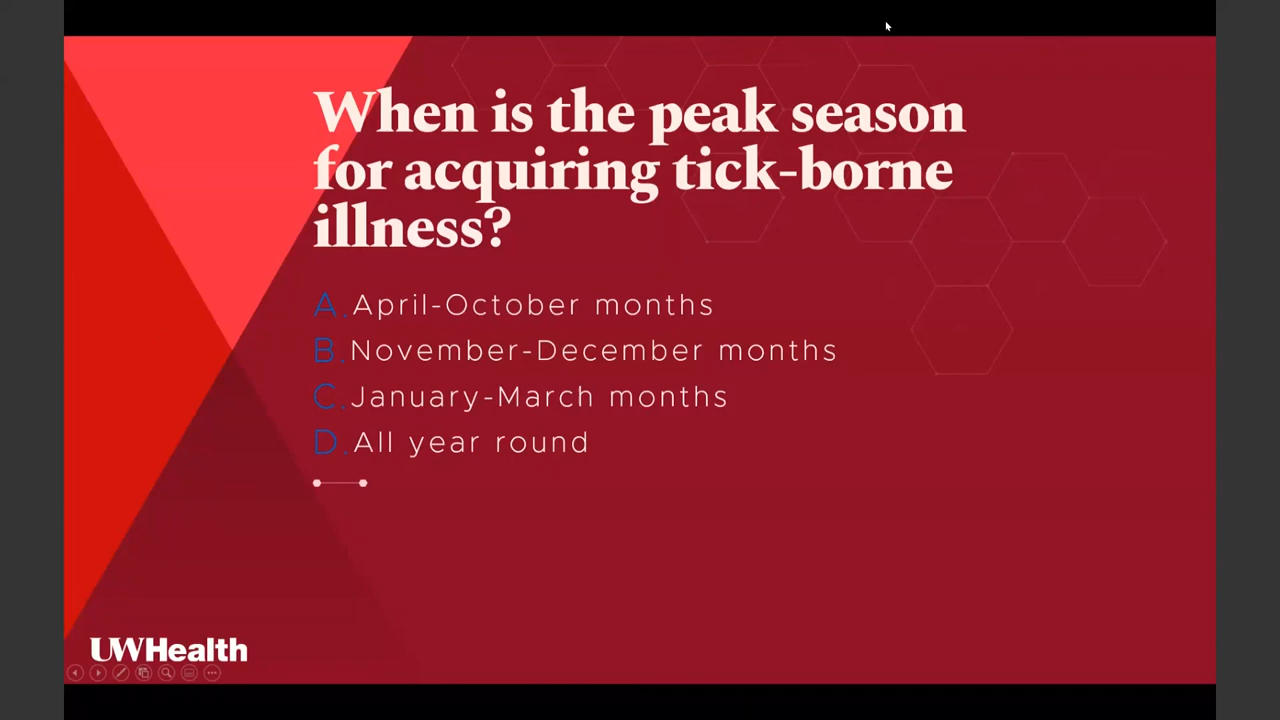 When is the peak season
for acquiring tick-borne
illness?
A. April-October months
B. November-December months
C. January-March months
D. All year round
UWHealth